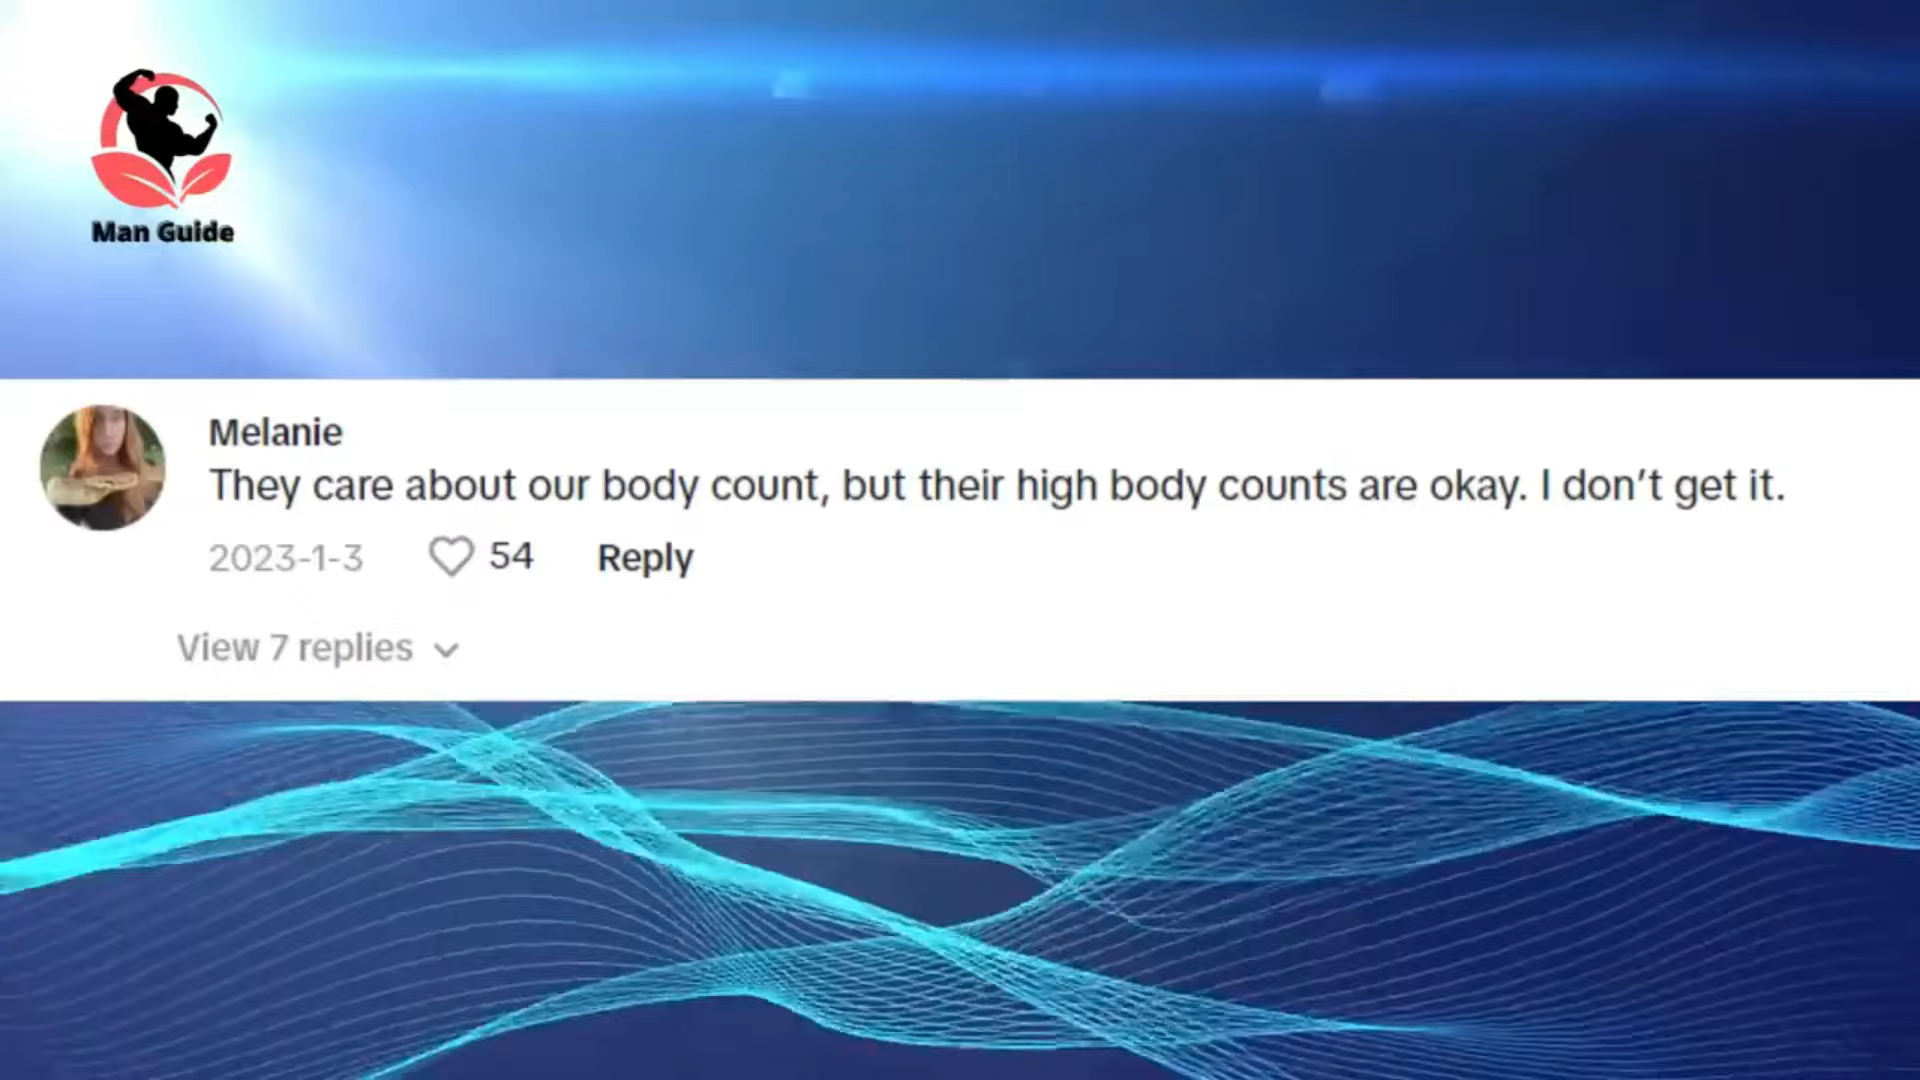 Man Guide
Melanie
They care about our body count, but their high body counts are okay. I don’t get it.
2023-1-3 54 Reply
View 7 replies